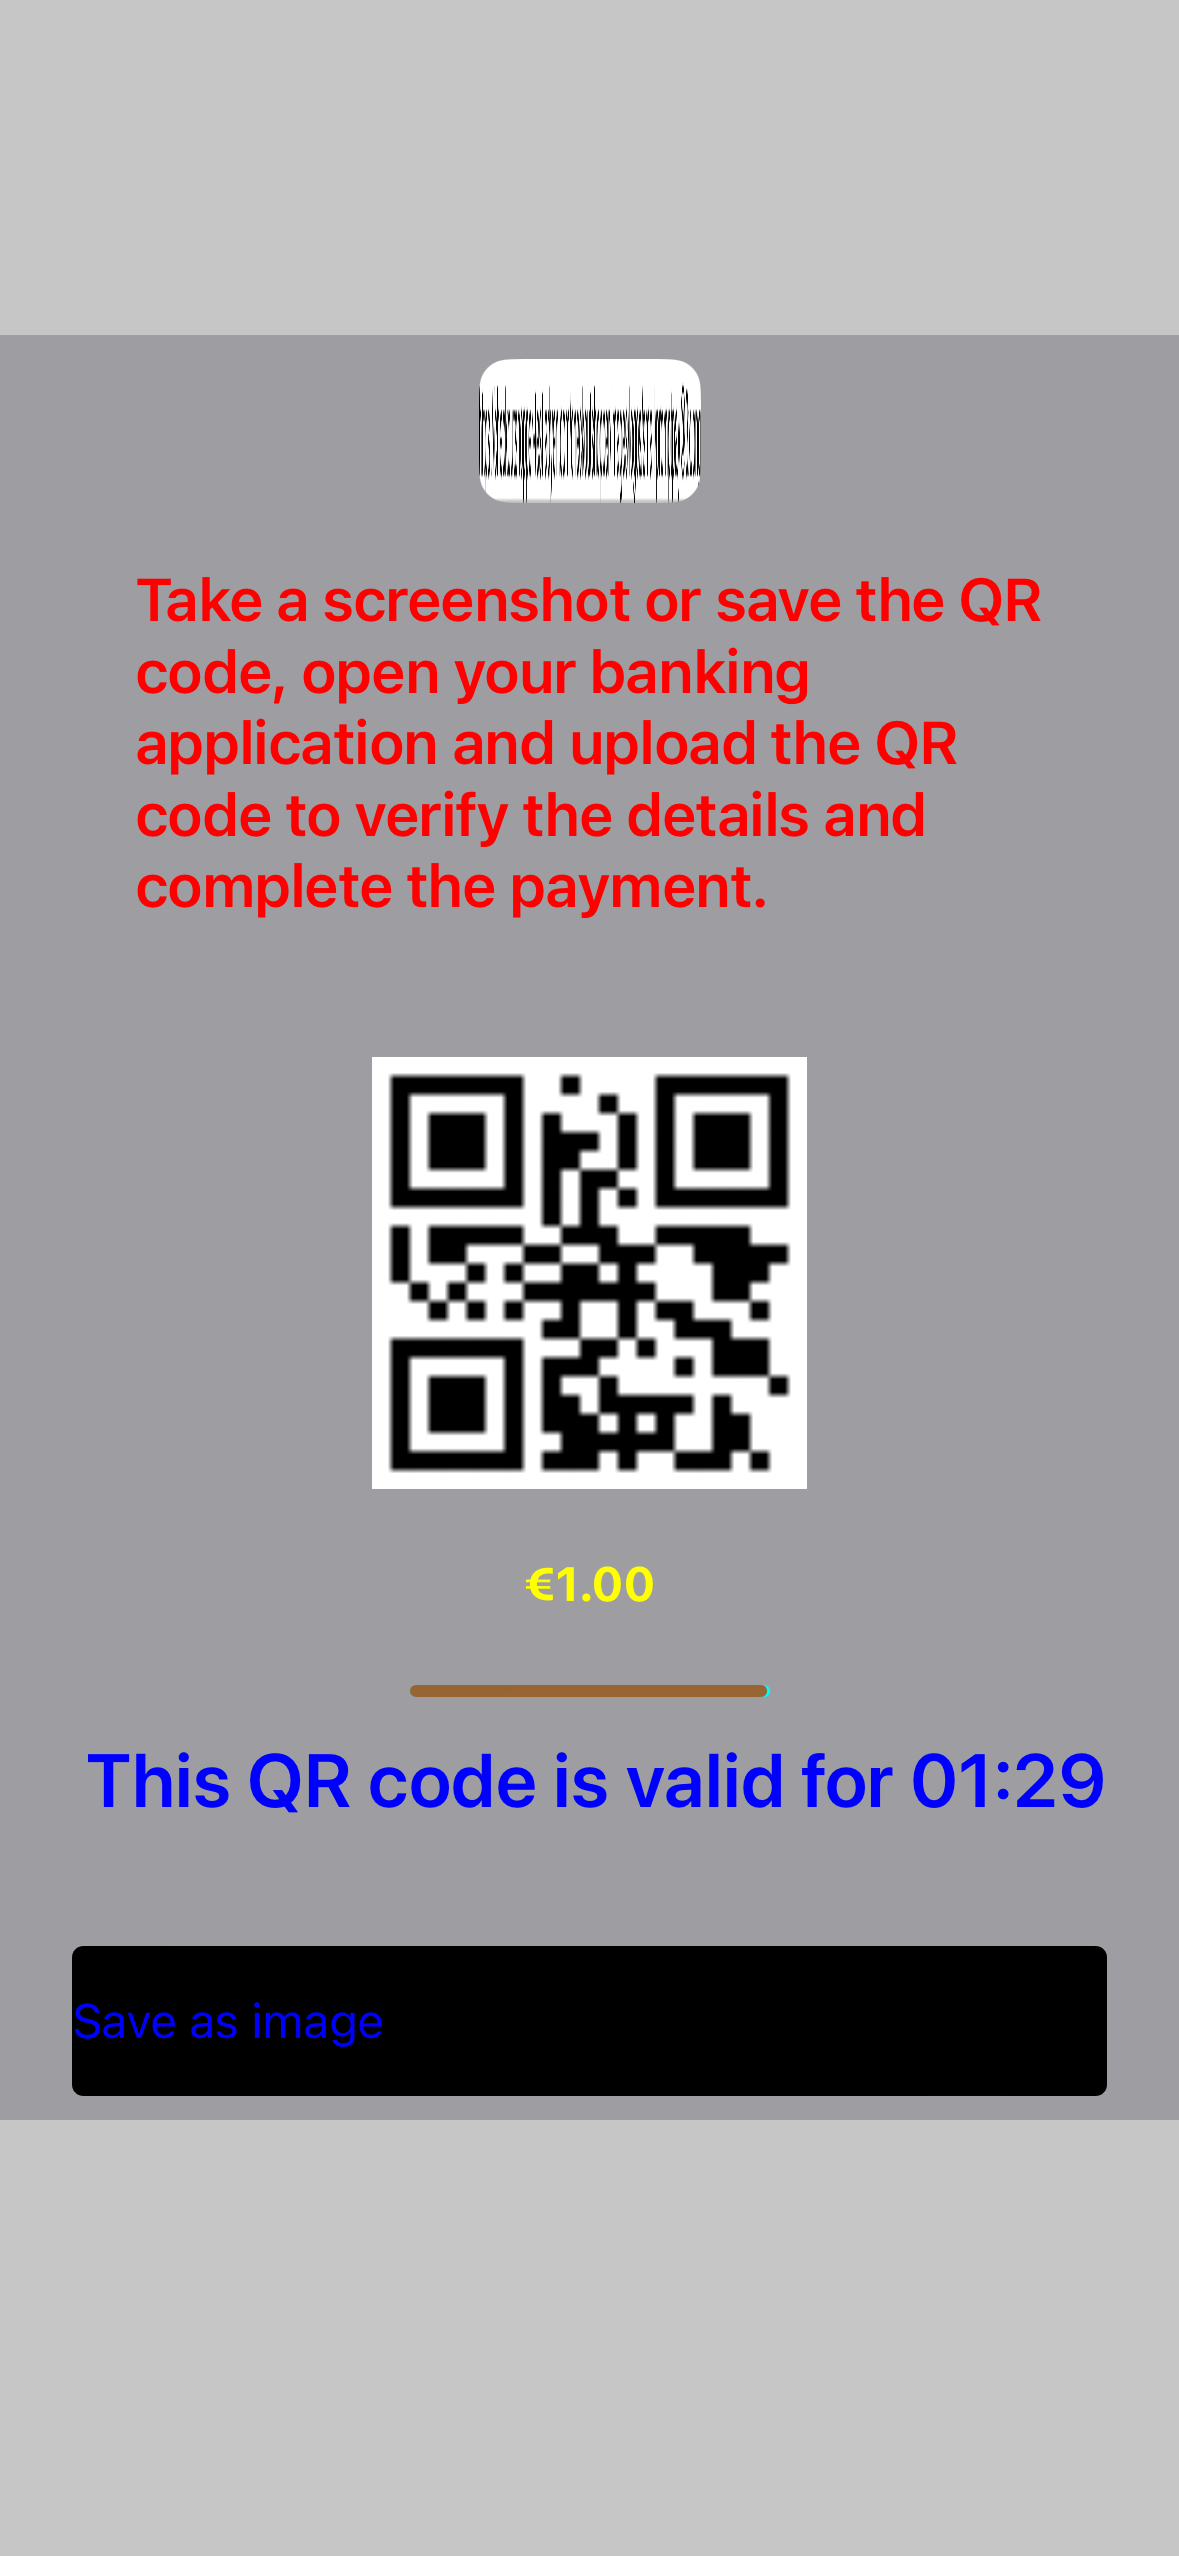 Take a screenshot or save the QR
code, open your banking
application and upload the QR
code to verify the details and
complete the payment.
€1.00
This QR code is valid for 01:29
Save as image